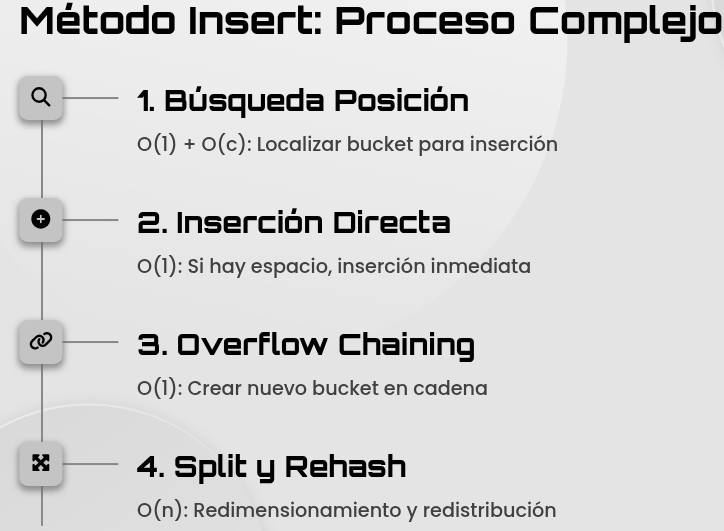 Método Insert: Proceso Complejo
1. Búsqueda Posición
O(1) + O(c): Localizar bucket para inserción
2. Inserción Directa
O(1): Si hay espacio, inserción inmediata
3. Overflow Chaining
O(1): Crear nuevo bucket en cadena
4. Split y Rehash
O(n): Redimensionamiento y redistribución